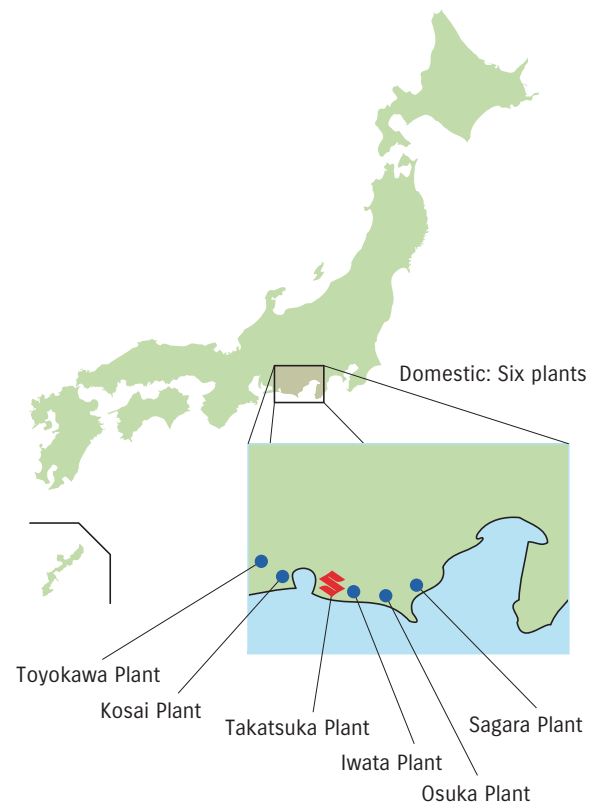 Domestic: Six plants
Toyokawa Plant
Kosai Plant
Takatsuka Plant
Iwata Plant
Osuka Plant
Sagara Plant